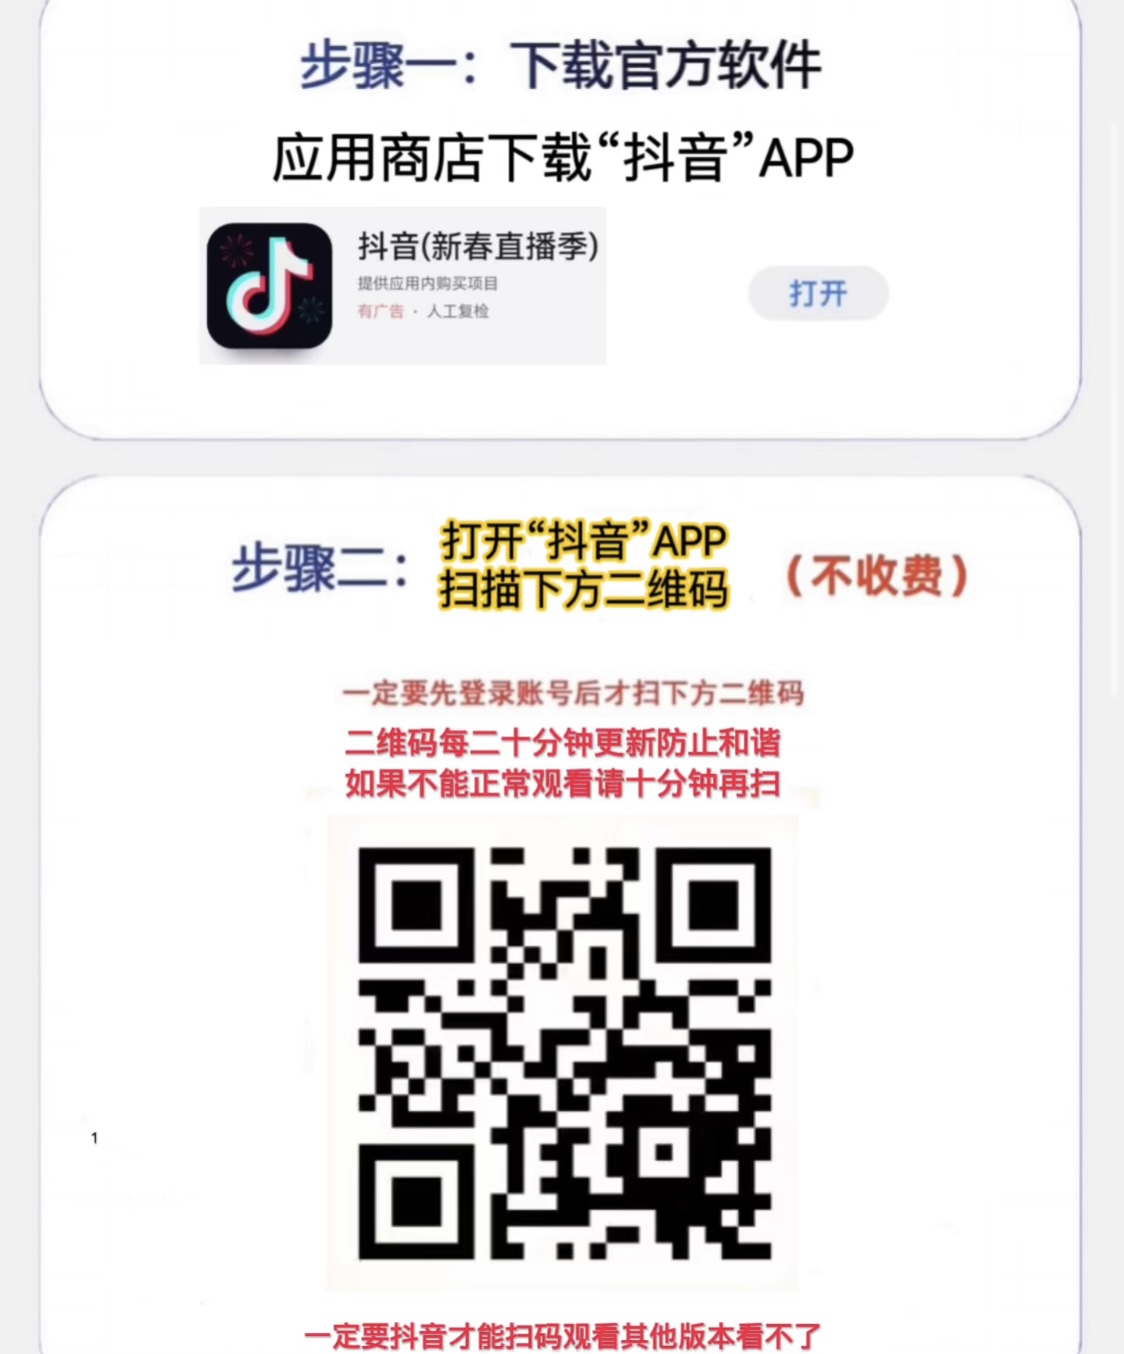 步骤一：下载官方软件
应用商店下载“抖音”APP
抖音(新春直播季)
提供应用内购买项目
有广告 · 人工复检
打开
步骤二：
打开“抖音”APP
扫描下方二维码
（不收费）
一定要先登录账号后才扫下方二维码
二维码每二十分钟更新防止和谐
如果不能正常观看请十分钟再扫
1
一定要抖音才能扫码观看其他版本看不了